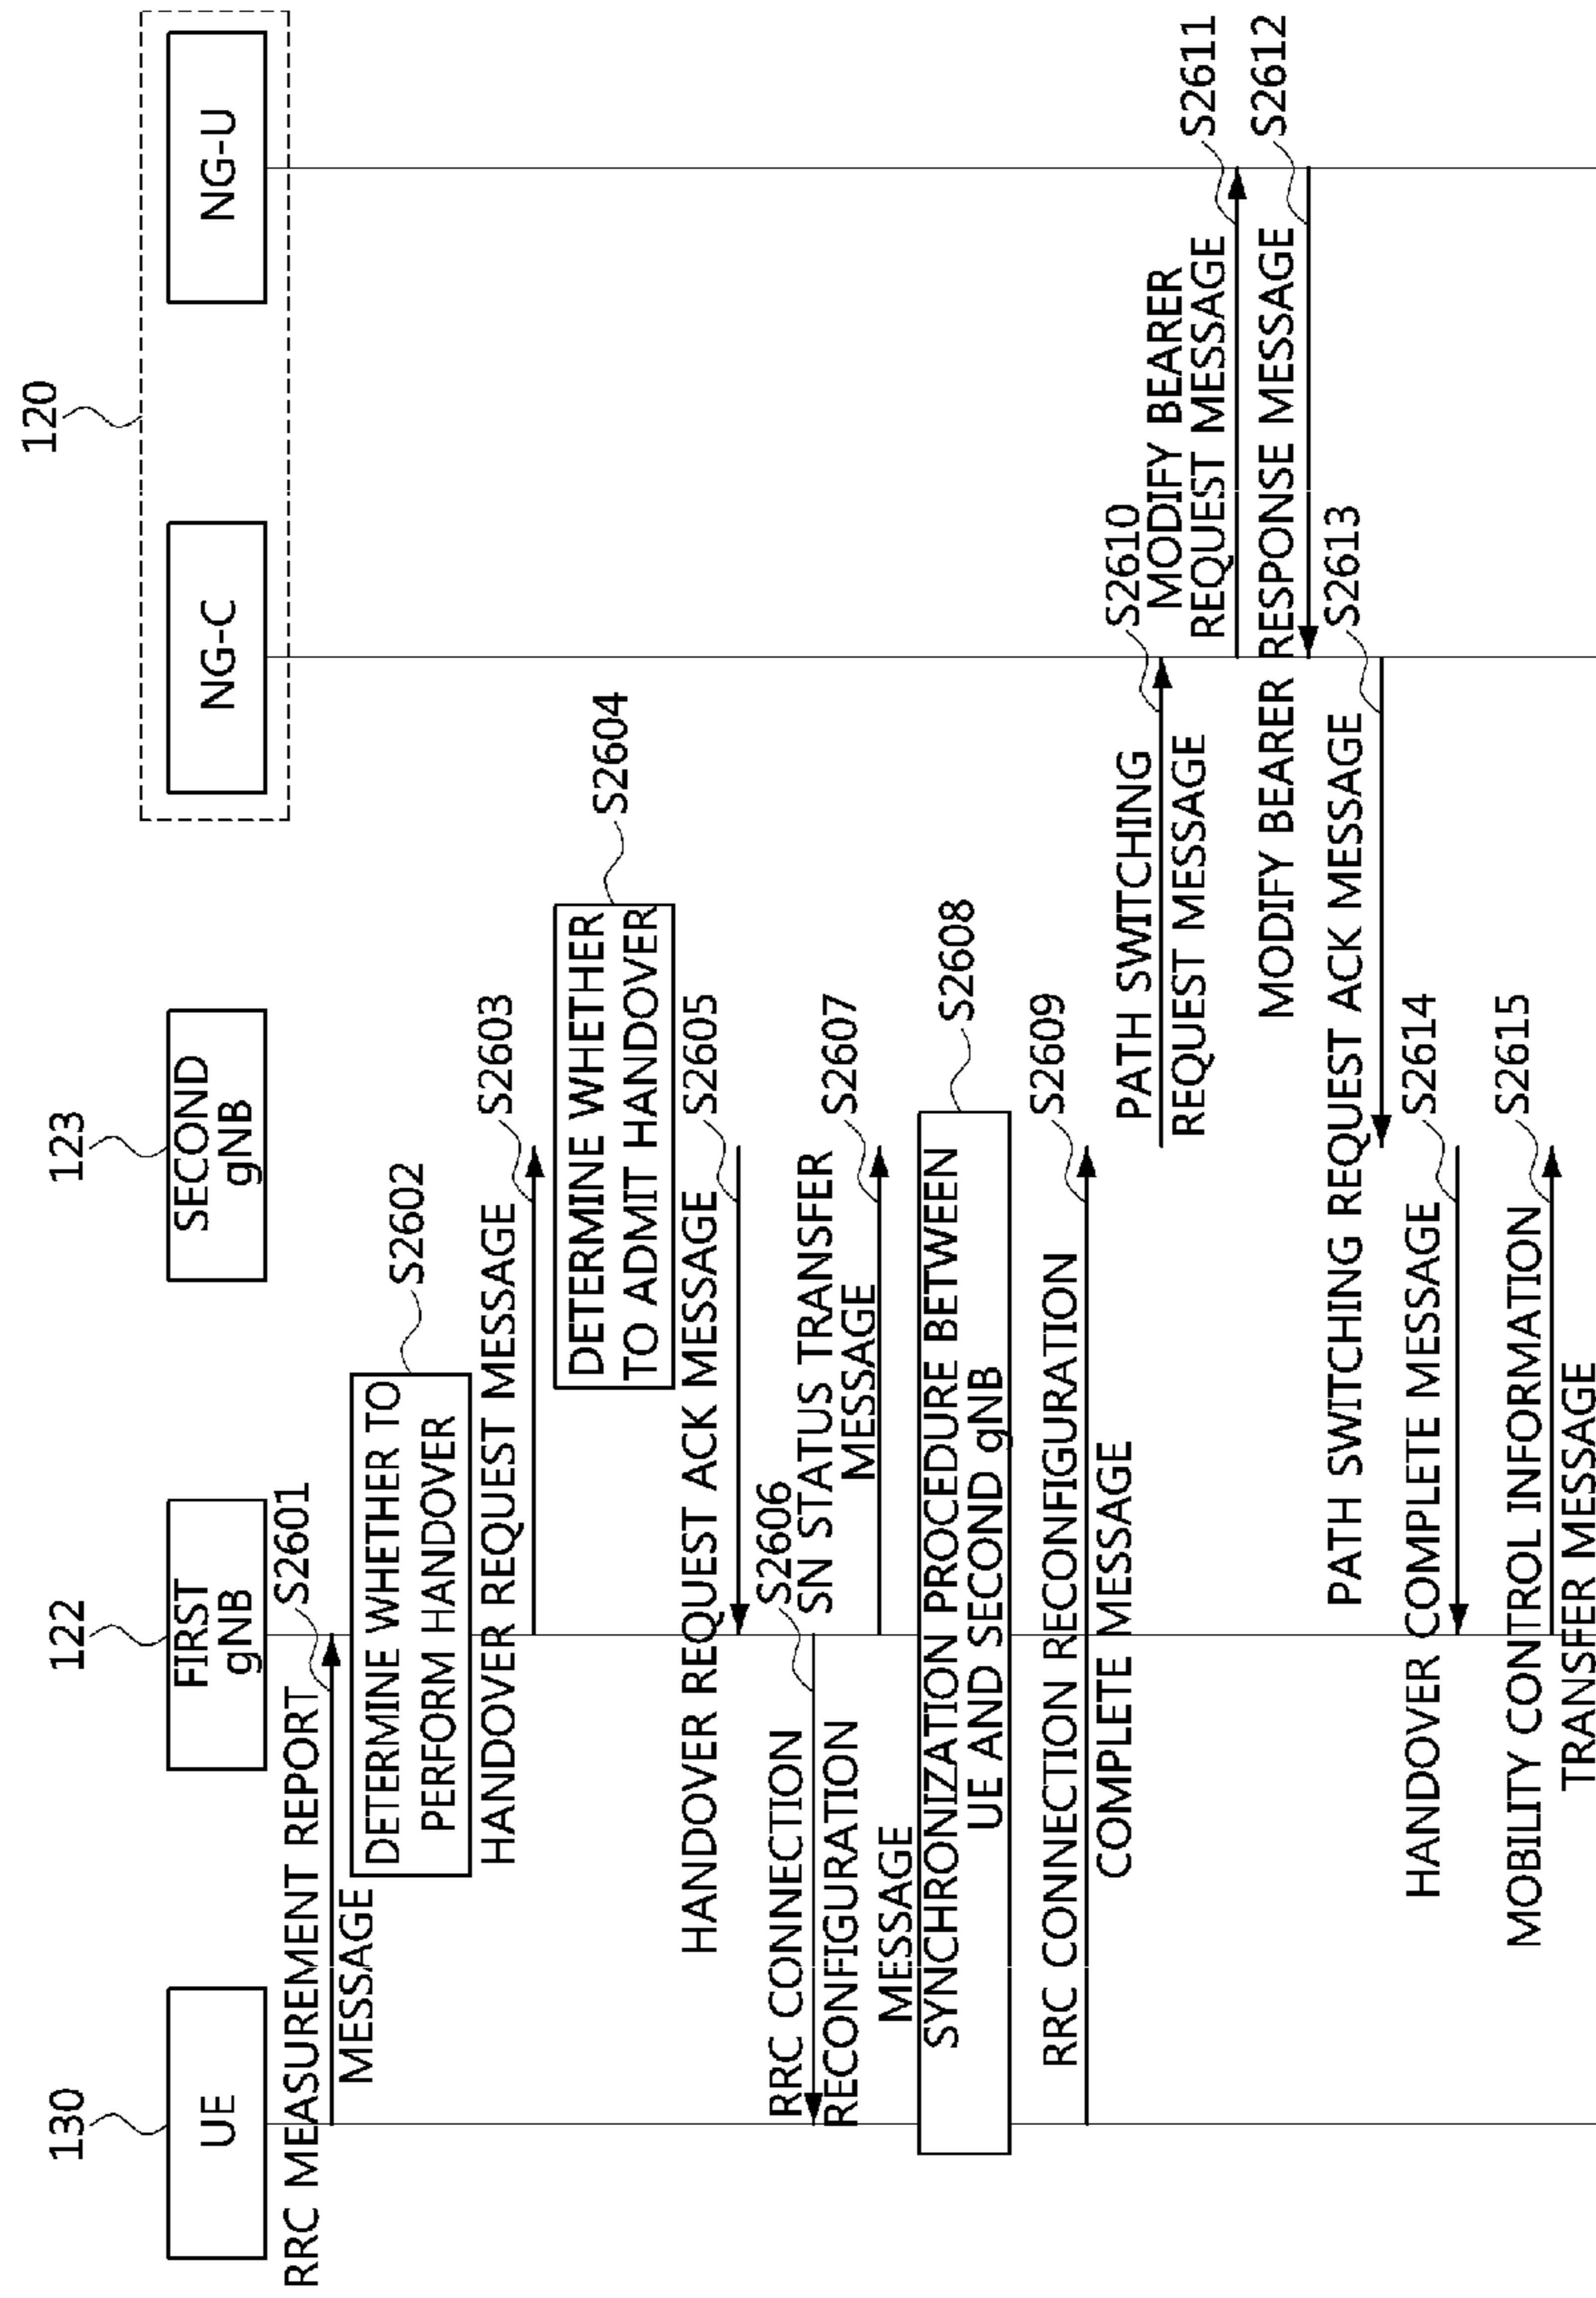 130
122
123
120
UE
FIRST
gNB
SECOND
gNB
NG-C
NG-U
RRC MEASUREMENT REPORT
MESSAGE
S2601
DETERMINE WHETHER TO
PERFORM HANDOVER
S2602
HANDOVER REQUEST MESSAGE
S2603
DETERMINE WHETHER
TO ADMIT HANDOVER
S2604
HANDOVER REQUEST ACK MESSAGE
S2605
RRC CONNECTION
RECONFIGURATION
MESSAGE
S2606
SN STATUS TRANSFER
MESSAGE
S2607
SYNCHRONIZATION PROCEDURE BETWEEN
UE AND SECOND gNB
S2608
RRC CONNECTION RECONFIGURATION
COMPLETE MESSAGE
S2609
PATH SWITCHING
REQUEST MESSAGE
S2610
MODIFY BEARER
REQUEST MESSAGE
S2611
MODIFY BEARER RESPONSE MESSAGE
S2612
PATH SWITCHING REQUEST ACK MESSAGE
S2613
HANDOVER COMPLETE MESSAGE
S2614
MOBILITY CONTROL INFORMATION
TRANSFER MESSAGE
S2615